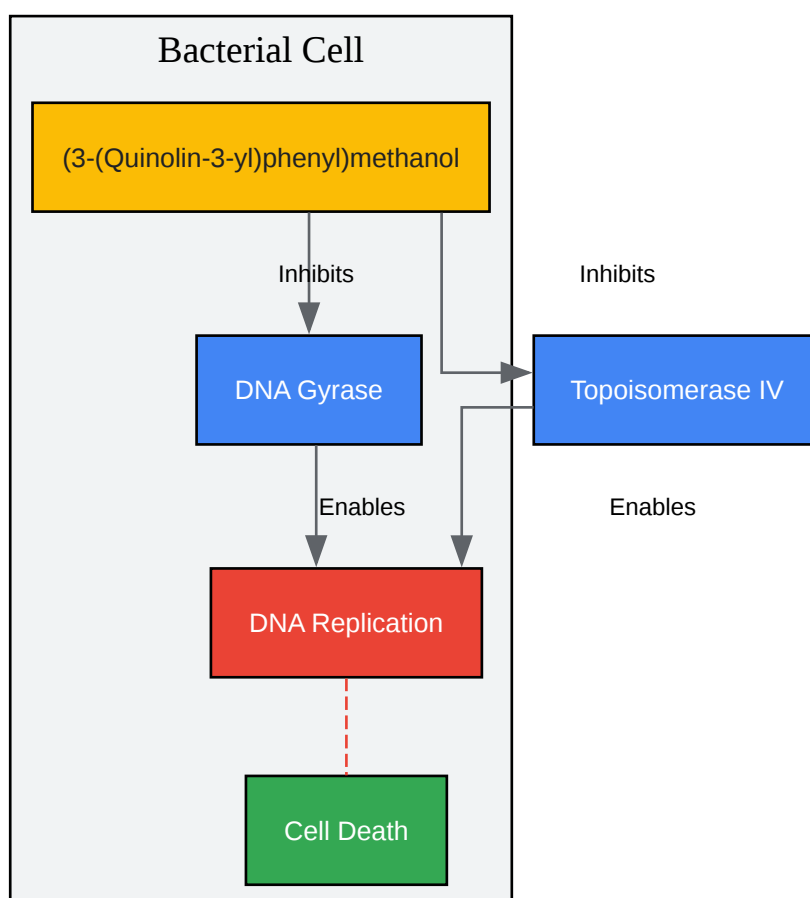 Bacterial Cell
(3-(Quinolin-3-yl)phenyl)methanol
Inhibits
Inhibits
DNA Gyrase
Topoisomerase IV
Enables
Enables
DNA Replication
Cell Death